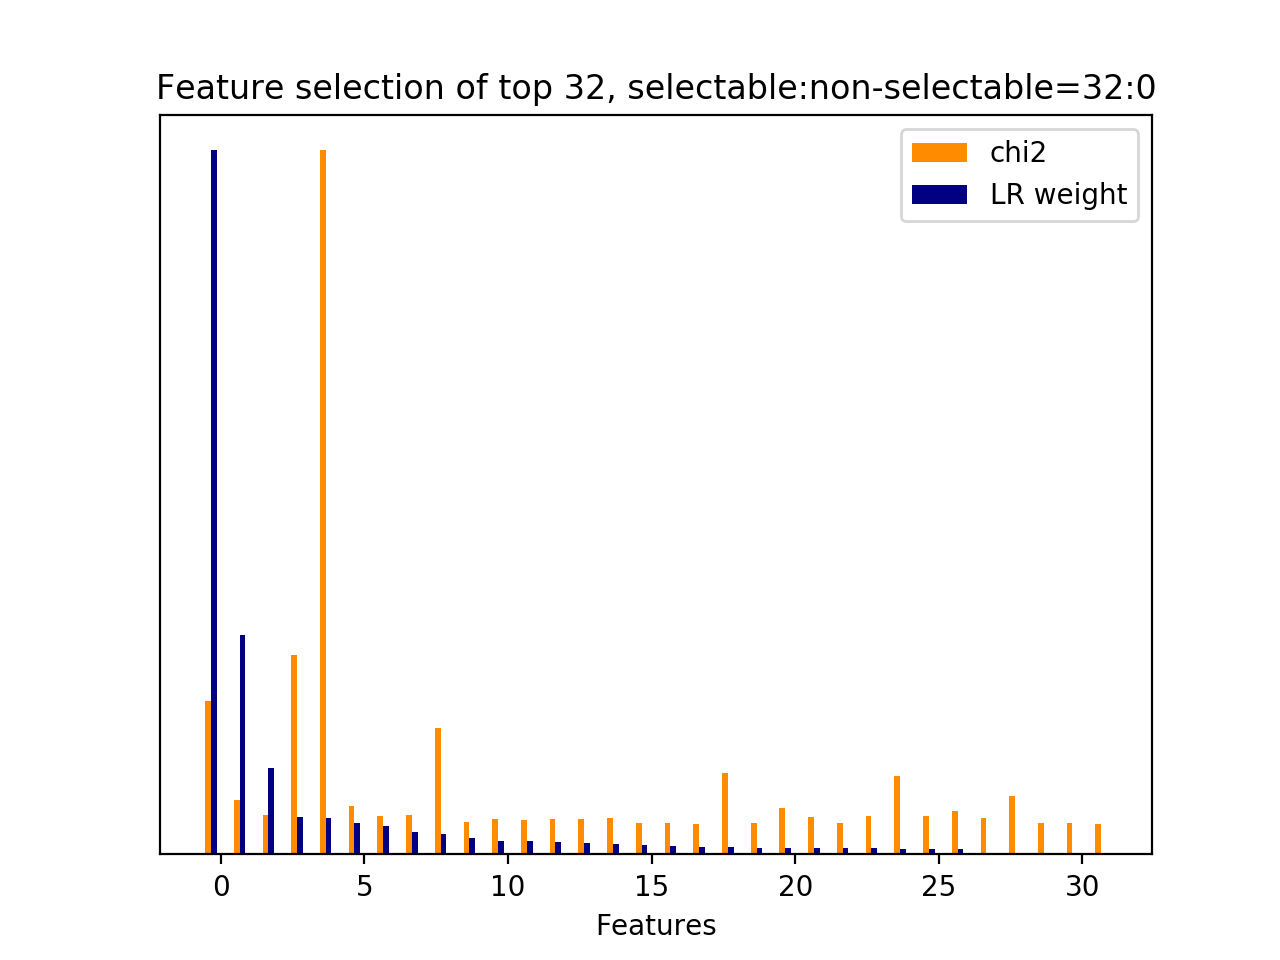 Feature selection of top 32, selectable:non-selectable=32:0
chi2
LR weight
0 5 10 15 20 25 30
Features